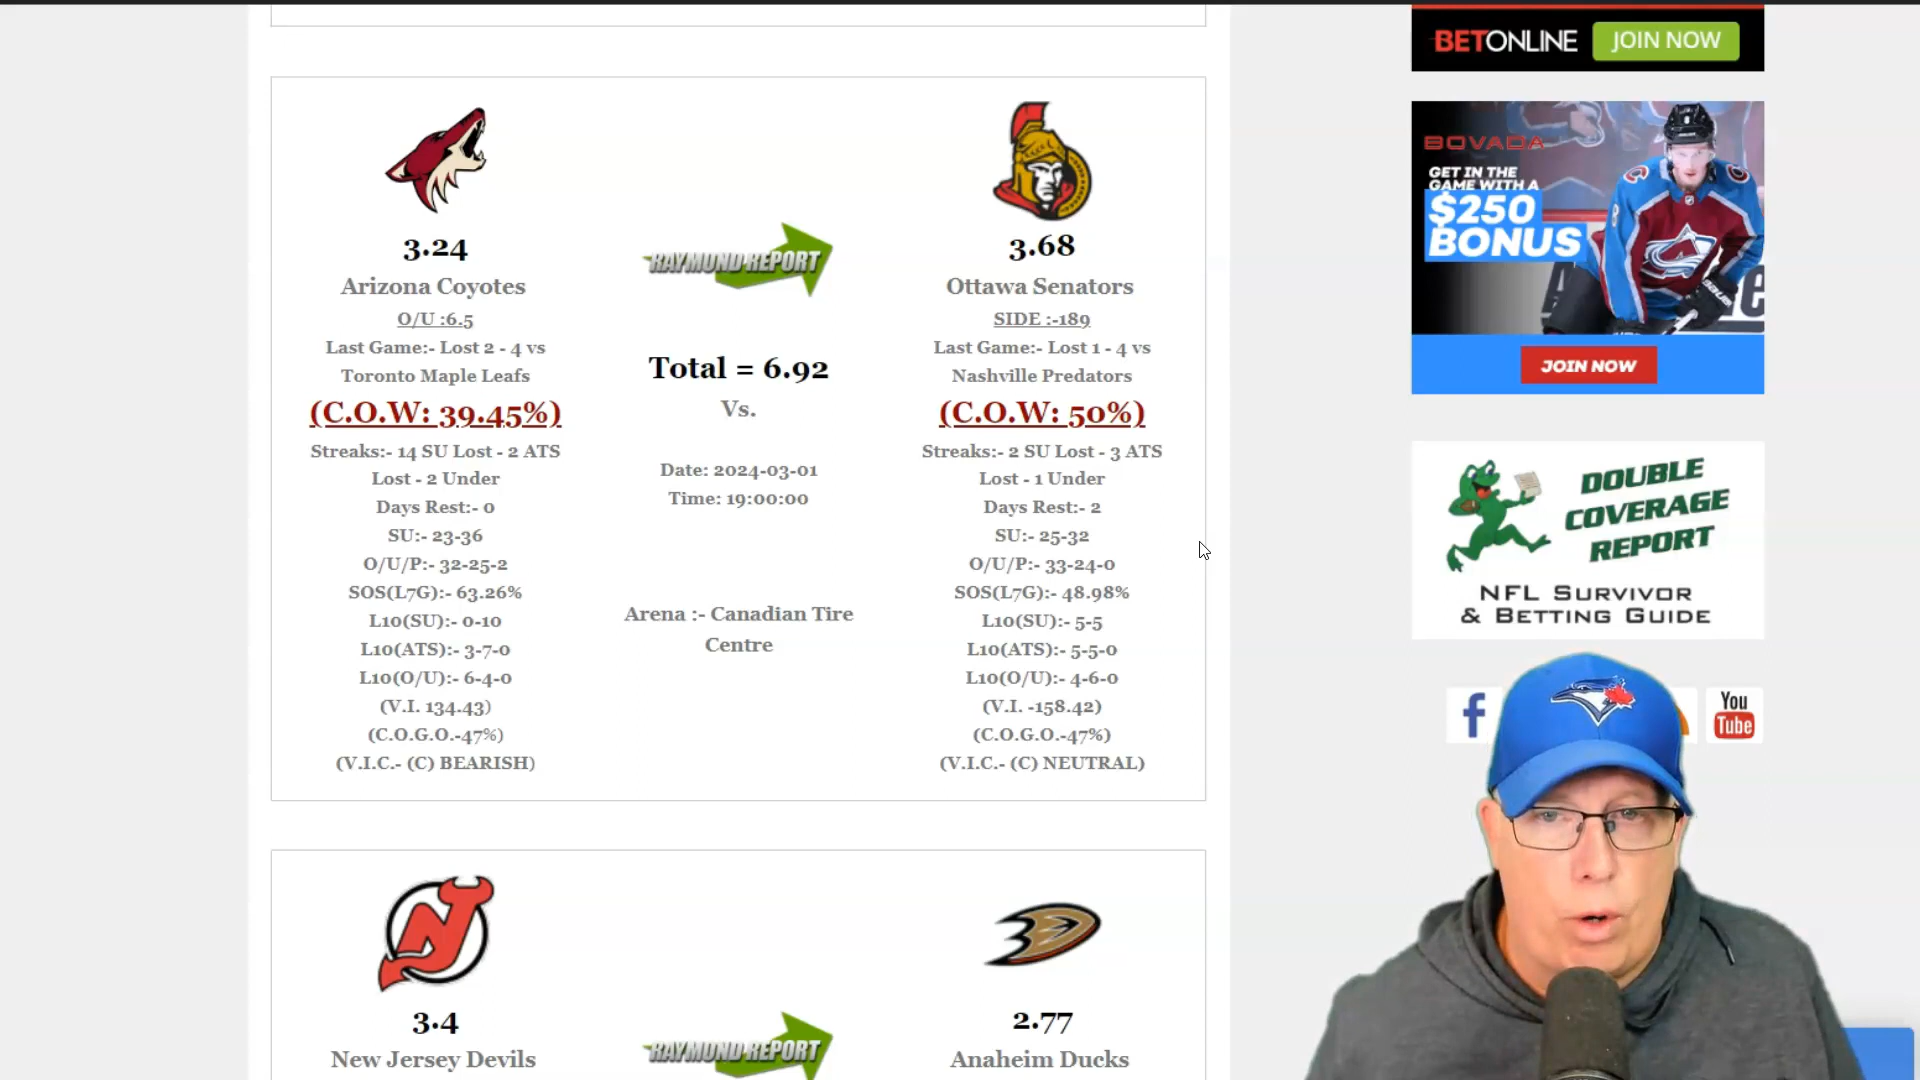 BETONLINE JOIN NOW
BOVADA
GET IN THE
GAME WITH A
$250
BONUS
JOIN NOW
3.24
Arizona Coyotes
O/U :6.5
Last Game:- Lost 2 - 4 vs
Toronto Maple Leafs
(C.O.W: 39.45%)
Streaks:- 14 SU Lost - 2 ATS
Lost - 2 Under
Days Rest:- 0
SU:- 23-36
O/U/P:- 32-25-2
SOS(L7G):- 63.26%
L10(SU):- 0-10
L10(ATS):- 3-7-0
L10(O/U):- 6-4-0
(V.I. 134.43)
(C.O.G.O.-47%)
(V.I.C.- (C) BEARISH)
RAYMUND REPORT
Total = 6.92
Vs.
Date: 2024-03-01
Time: 19:00:00
Arena :- Canadian Tire
Centre
3.68
Ottawa Senators
SIDE :-189
Last Game:- Lost 1 - 4 vs
Nashville Predators
(C.O.W: 50%)
Streaks:- 2 SU Lost - 3 ATS
Lost - 1 Under
Days Rest:- 2
SU:- 25-32
O/U/P:- 33-24-0
SOS(L7G):- 48.98%
L10(SU):- 5-5
L10(ATS):- 5-5-0
L10(O/U):- 4-6-0
(V.I. -158.42)
(C.O.G.O.-47%)
(V.I.C.- (C) NEUTRAL)
DOUBLE
COVERAGE
REPORT
NFL SURVIVOR
& BETTING GUIDE
f
You
Tube
3.4
New Jersey Devils
RAYMUND REPORT
2.77
Anaheim Ducks